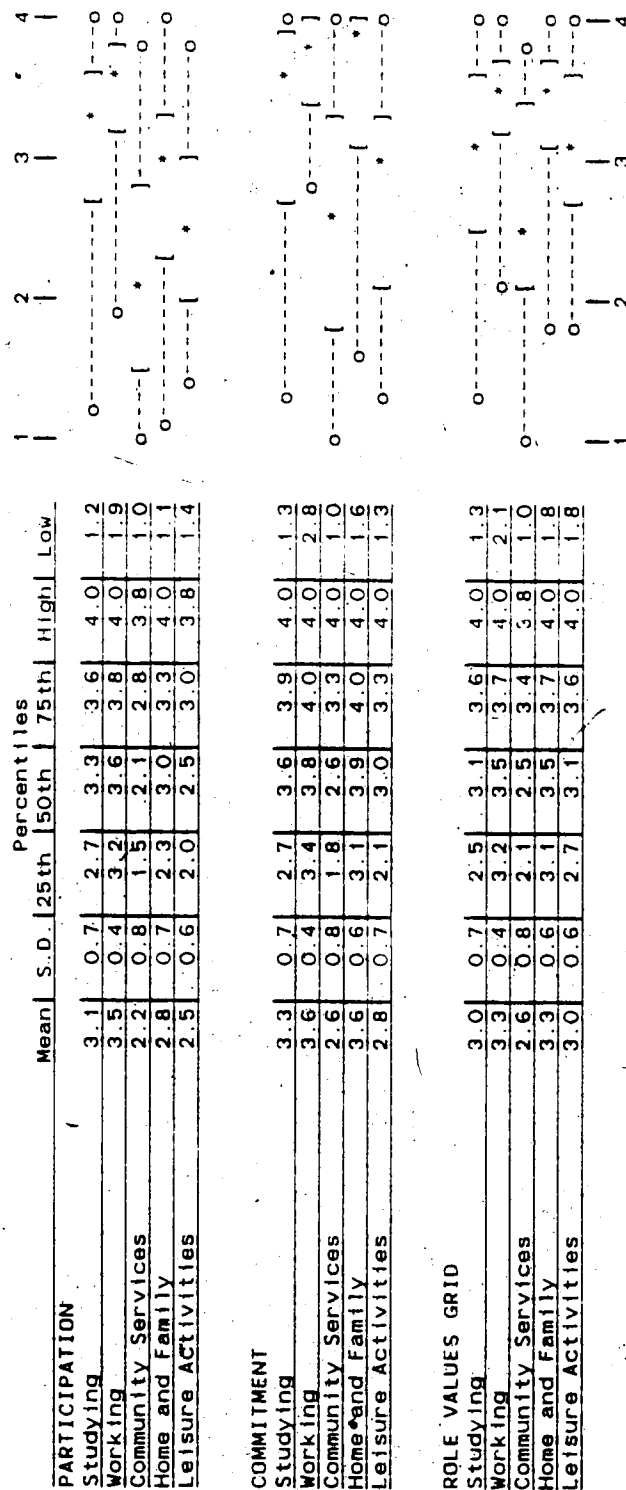 Percentiles 1 2 3 4
Mean S.D. 25th 50th 75th High Low
PARTICIPATION
Studying 3.1 0.7 2.7 3.3 3.6 4.0 1.2 o------------[ * ]--o
Working 3.5 0.4 3.2 3.6 3.8 4.0 1.9 o-----------[ * ]-o
Community Services 2.2 0.8 1.5 2.1 2.8 3.8 1.0 o---[ * ]--------o
Home and Family 2.8 0.7 2.3 3.0 3.3 4.0 1.1 o----------[ * ]-----o
Leisure Activities 2.5 0.6 2.0 2.5 3.0 3.8 1.4 o----[ * ]-------o
COMMITMENT
Studying 3.3 0.7 2.7 3.6 3.9 4.0 1.3 o------------[ * ]o
Working 3.6 0.4 3.4 3.8 4.0 4.0 2.8 o----[ * ]
Community Services 2.6 0.8 1.8 2.6 3.3 4.0 1.0 o------[ * ]-----o
Home and Family 3.6 0.6 3.1 3.9 4.0 4.0 1.6 o-------------[ *]
Leisure Activities 2.8 0.7 2.1 3.0 3.3 4.0 1.3 o------[ * ]-----o
ROLE VALUES GRID
Studying 3.0 0.7 2.5 3.1 3.6 4.0 1.3 o----------[ * ]--o
Working 3.3 0.4 3.2 3.5 3.7 4.0 2.1 o---------[ * ]--o
Community Services 2.6 0.8 2.1 2.5 3.4 3.8 1.0 o---------[ * ]--o
Home and Family 3.3 0.6 3.1 3.5 3.7 4.0 1.8 o-----------[ * ]--o
Leisure Activities 3.0 0.6 2.7 3.1 3.6 4.0 1.8 o-------[ * ]--o
1 2 3 4